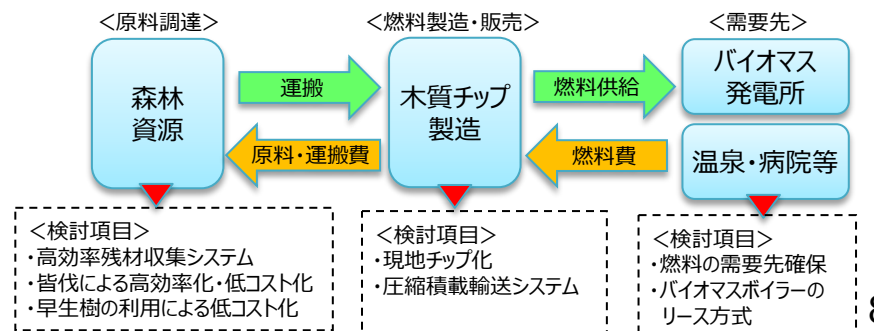 ＜原料調達＞
＜燃料製造・販売＞
＜需要先＞
森林
資源
運搬
原料・運搬費
木質チップ
製造
燃料供給
燃料費
バイオマス
発電所
温泉・病院等
＜検討項目＞
・高効率残材収集システム
・皆伐による高効率化・低コスト化
・早生樹の利用による低コスト化
＜検討項目＞
・現地チップ化
・圧縮積載輸送システム
＜検討項目＞
・燃料の需要先確保
・バイオマスボイラーの
リース方式
8